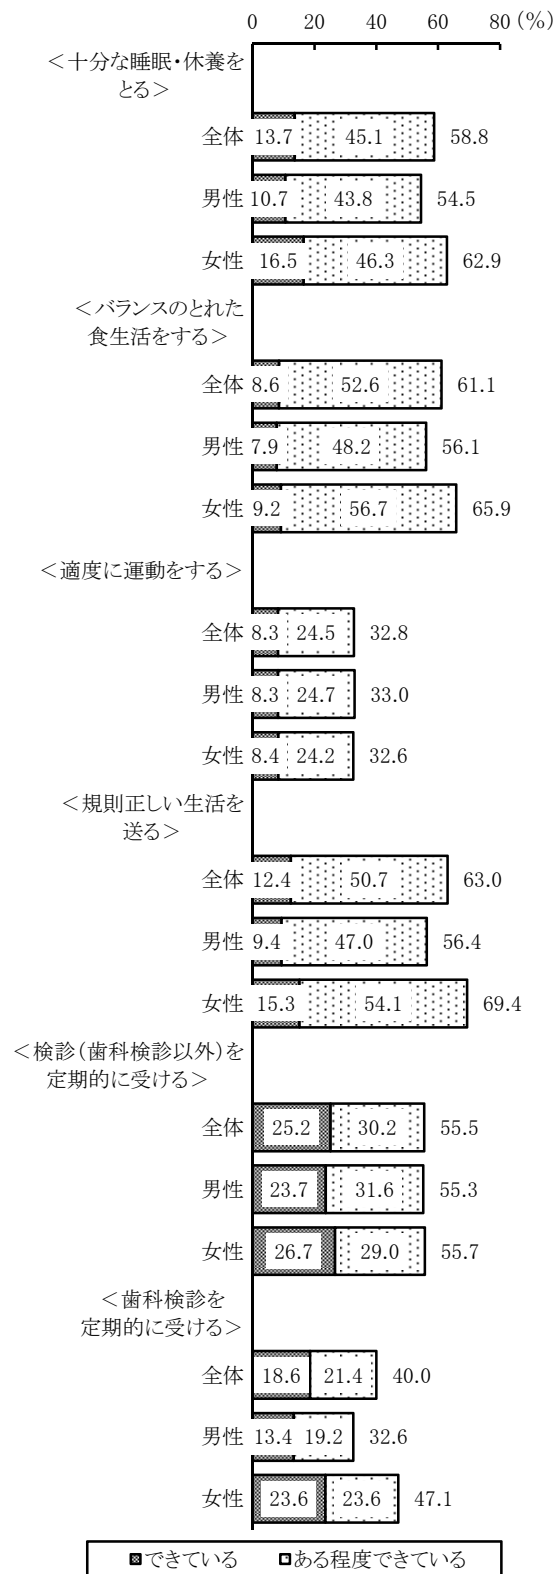 0 20 40 60 80 (%)
＜十分な睡眠・休養を
とる＞
全体 13.7 45.1 58.8
男性 10.7 43.8 54.5
女性 16.5 46.3 62.9
＜バランスのとれた
食生活をする＞
全体 8.6 52.6 61.1
男性 7.9 48.2 56.1
女性 9.2 56.7 65.9
＜適度に運動をする＞
全体 8.3 24.5 32.8
男性 8.3 24.7 33.0
女性 8.4 24.2 32.6
＜規則正しい生活を
送る＞
全体 12.4 50.7 63.0
男性 9.4 47.0 56.4
女性 15.3 54.1 69.4
＜検診(歯科検診以外)を
定期的に受ける＞
全体 25.2 30.2 55.5
男性 23.7 31.6 55.3
女性 26.7 29.0 55.7
＜歯科検診を
定期的に受ける＞
全体 18.6 21.4 40.0
男性 13.4 19.2 32.6
女性 23.6 23.6 47.1
できている ある程度できている